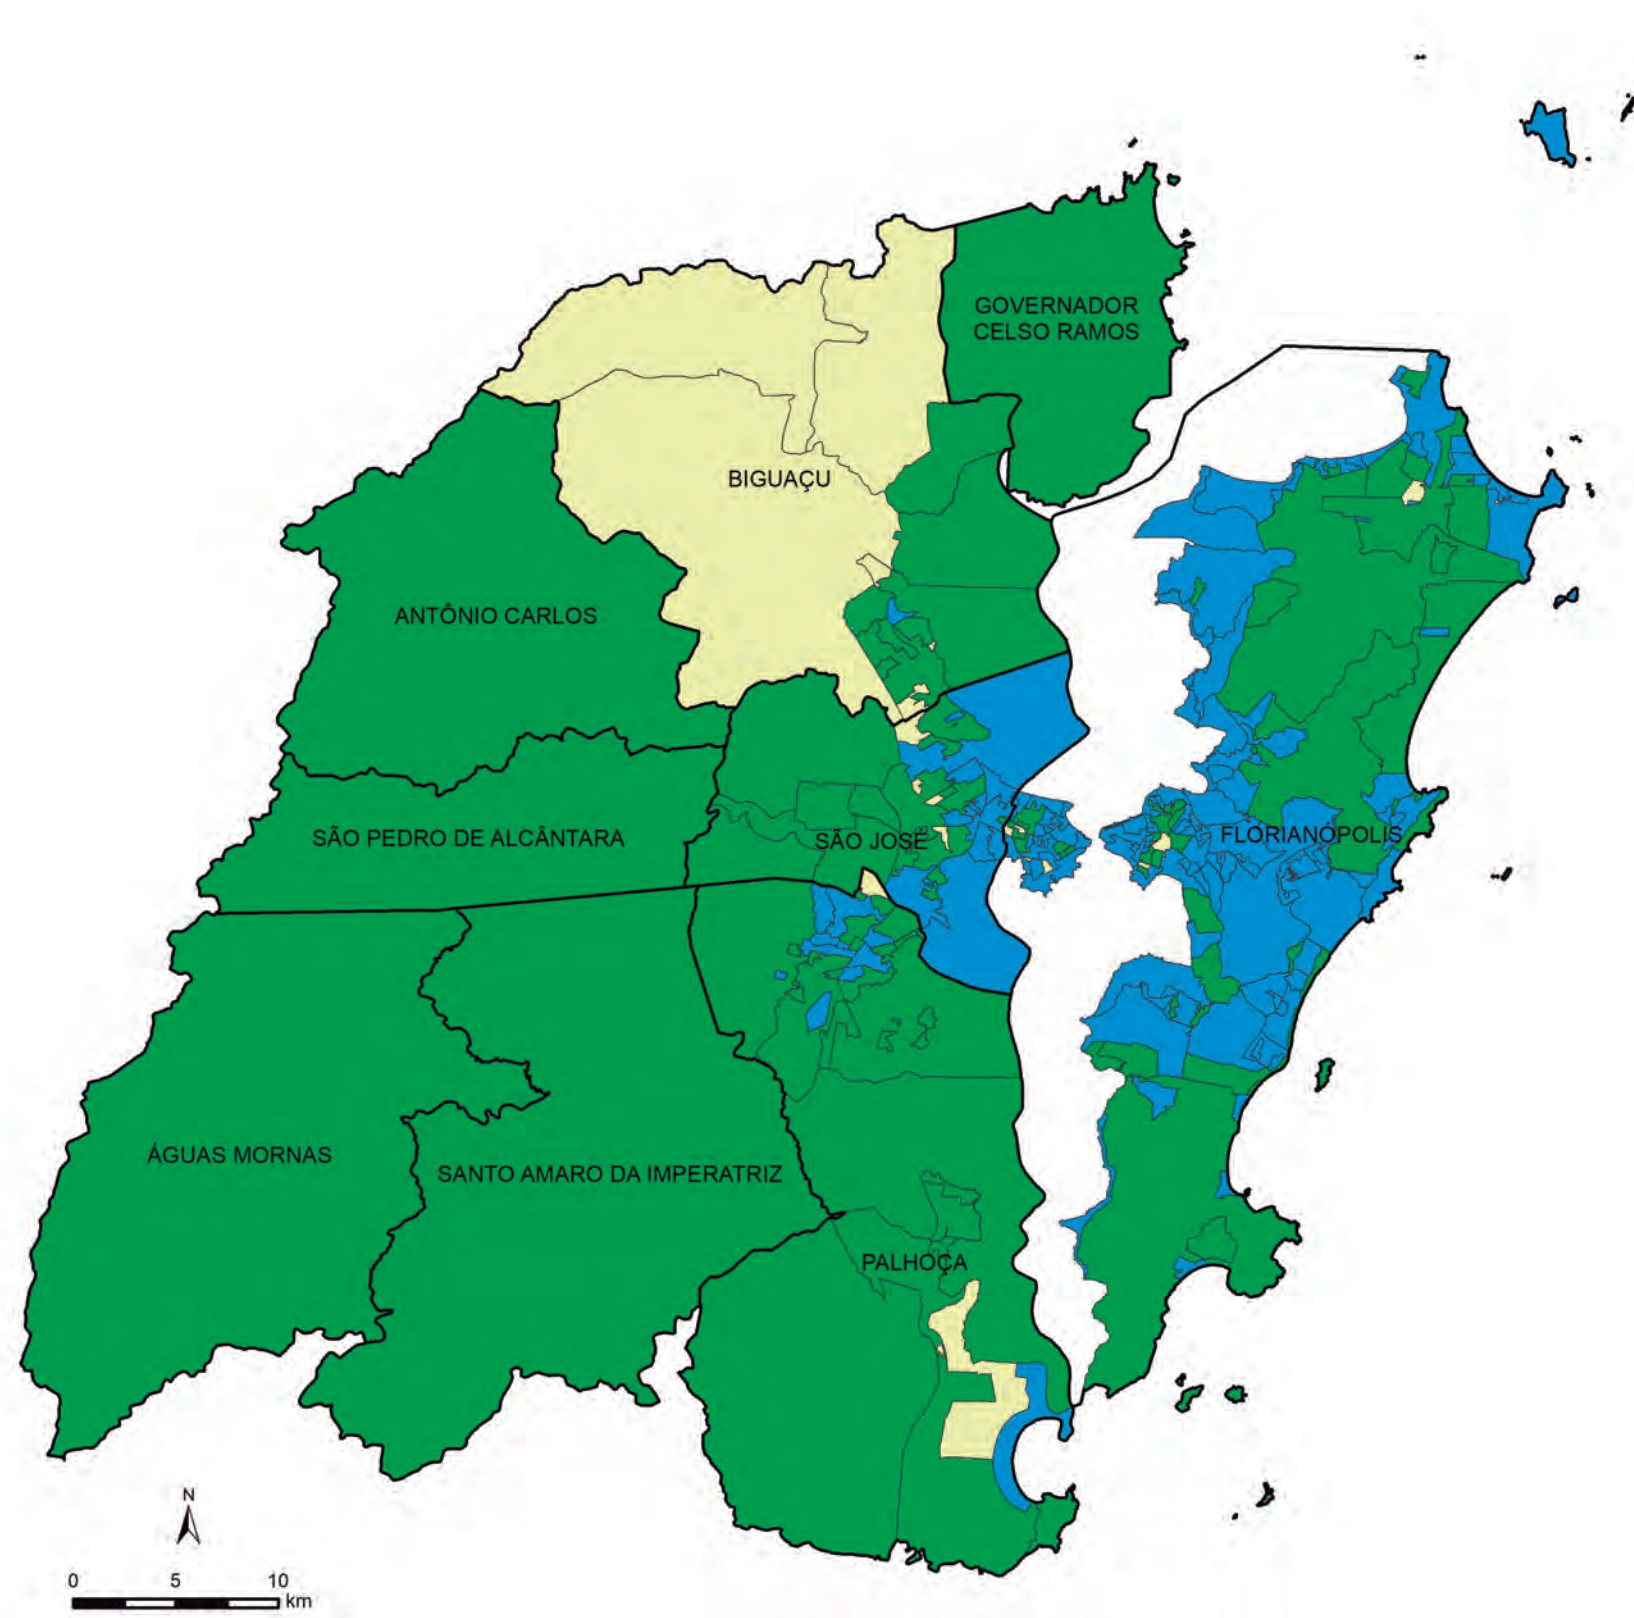 GOVERNADOR
CELSO RAMOS
BIGUAÇU
ANTÔNIO CARLOS
SÃO PEDRO DE ALCÂNTARA
SÃO JOSÉ
FLORIANÓPOLIS
ÁGUAS MORNAS
SANTO AMARO DA IMPERATRIZ
PALHOÇA
N
0 5 10
km